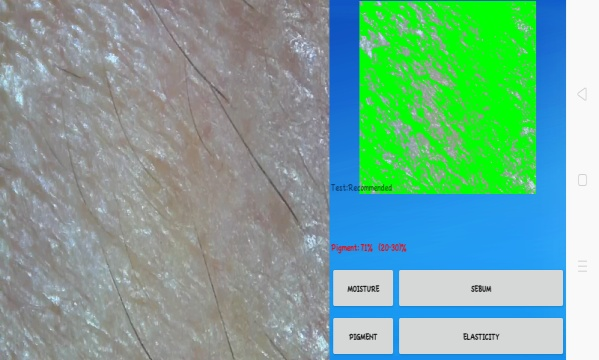 Test:Recommended
Pigment: 71% (20-30)%
MOISTURE
SEBUM
PIGMENT
ELASTICITY